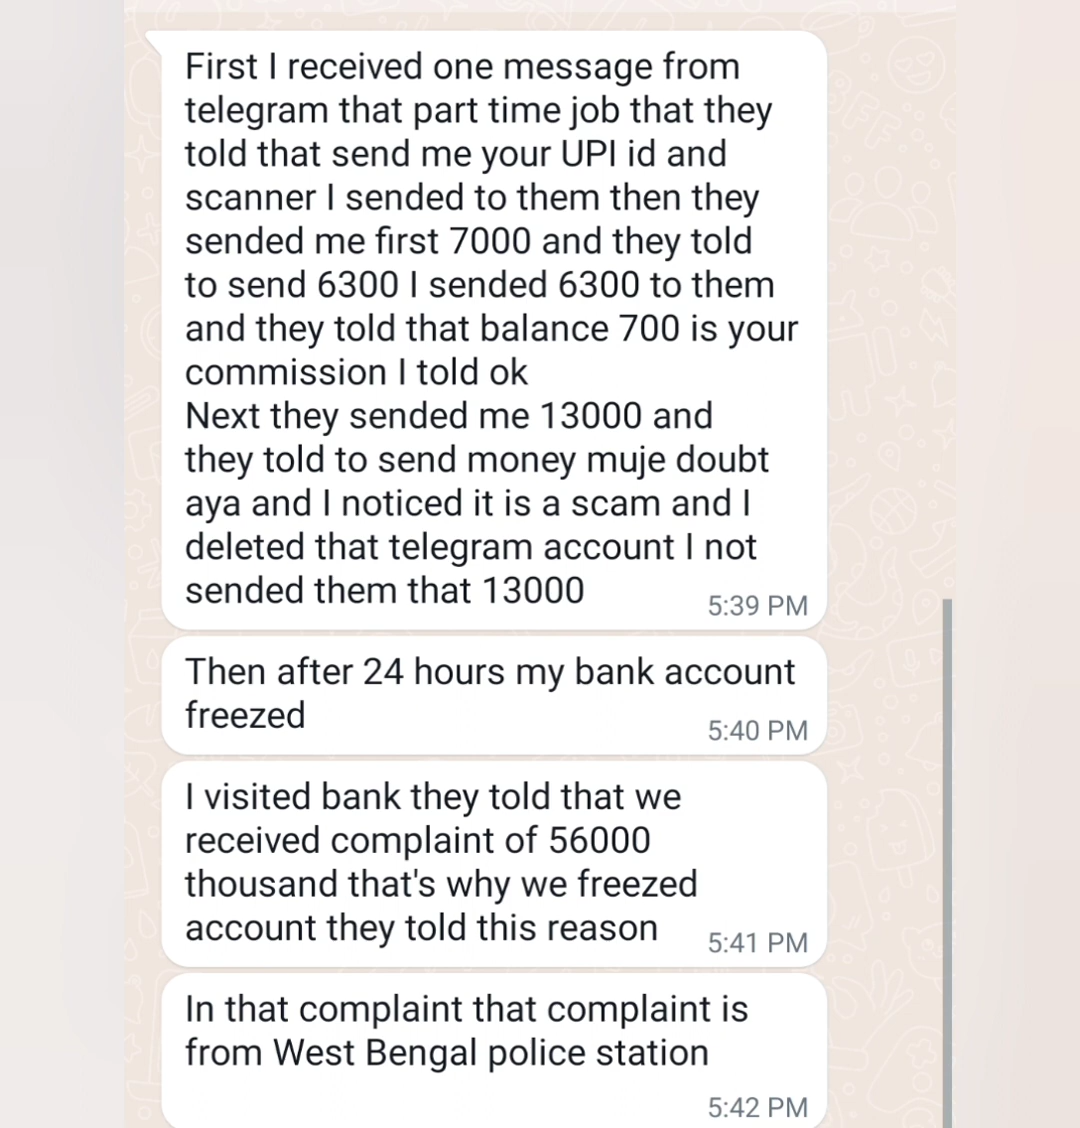 First I received one message from
telegram that part time job that they
told that send me your UPI id and
scanner I sended to them then they
sended me first 7000 and they told
to send 6300 I sended 6300 to them
and they told that balance 700 is your
commission I told ok
Next they sended me 13000 and
they told to send money muje doubt
aya and I noticed it is a scam and I
deleted that telegram account I not
sended them that 13000
5:39 PM
Then after 24 hours my bank account
freezed
5:40 PM
I visited bank they told that we
received complaint of 56000
thousand that's why we freezed
account they told this reason
5:41 PM
In that complaint that complaint is
from West Bengal police station
5:42 PM